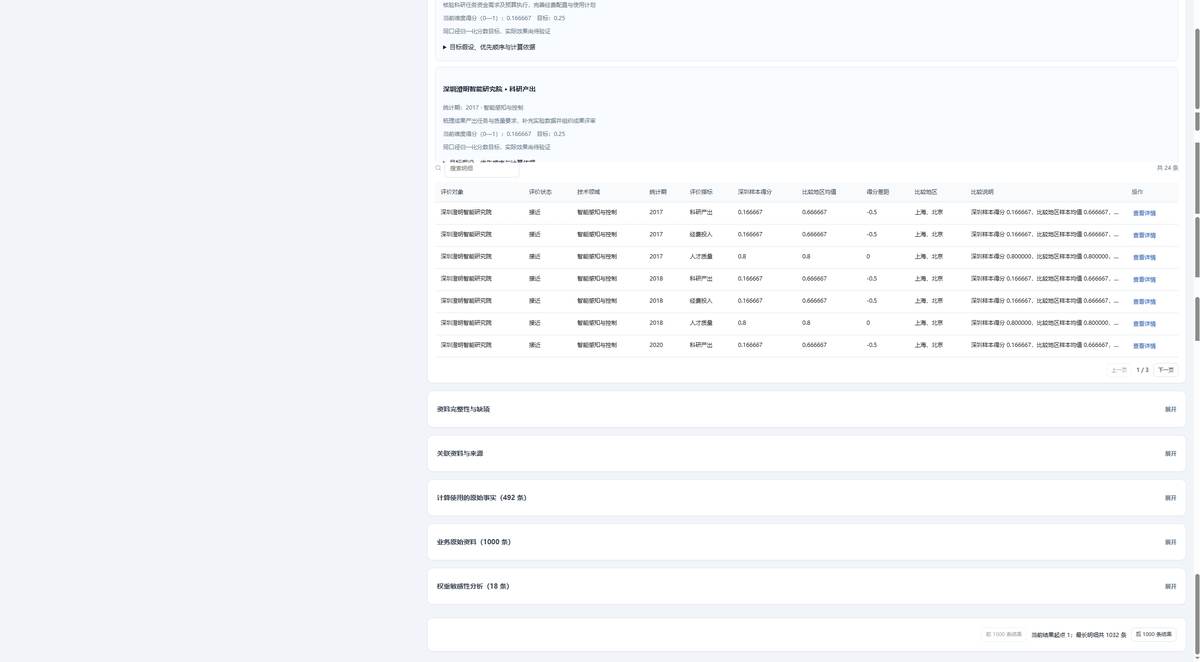 核验科研任务资金需求及预算执行，完善经费配置与使用计划
当前维度得分（0—1）：0.166667 目标：0.25
同口径归一化分数目标，实际效果尚待验证
▶ 目标假设、优先顺序与计算依据
深圳澄明智能研究院 • 科研产出
统计期：2017 · 智能感知与控制
梳理成果产出任务与质量要求，补充实验数据并组织成果评审
当前维度得分（0—1）：0.166667 目标：0.25
同口径归一化分数目标，实际效果尚待验证
目标假设、优先顺序与计算依据
搜索明细 共 24 条
评价对象 评价状态 技术领域 统计期 评价指标 深圳样本得分 比较地区均值 得分差距 比较地区 比较说明 操作
深圳澄明智能研究院 接近 智能感知与控制 2017 科研产出 0.166667 0.666667 -0.5 上海、北京 深圳样本得分 0.166667，比较地区样本均值 0.666667，... 查看详情
深圳澄明智能研究院 接近 智能感知与控制 2017 经费投入 0.166667 0.666667 -0.5 上海、北京 深圳样本得分 0.166667，比较地区样本均值 0.666667，... 查看详情
深圳澄明智能研究院 接近 智能感知与控制 2017 人才质量 0.8 0.8 0 上海、北京 深圳样本得分 0.800000，比较地区样本均值 0.800000，... 查看详情
深圳澄明智能研究院 接近 智能感知与控制 2018 科研产出 0.166667 0.666667 -0.5 上海、北京 深圳样本得分 0.166667，比较地区样本均值 0.666667，... 查看详情
深圳澄明智能研究院 接近 智能感知与控制 2018 经费投入 0.166667 0.666667 -0.5 上海、北京 深圳样本得分 0.166667，比较地区样本均值 0.666667，... 查看详情
深圳澄明智能研究院 接近 智能感知与控制 2018 人才质量 0.8 0.8 0 上海、北京 深圳样本得分 0.800000，比较地区样本均值 0.800000，... 查看详情
深圳澄明智能研究院 接近 智能感知与控制 2020 科研产出 0.166667 0.666667 -0.5 上海、北京 深圳样本得分 0.166667，比较地区样本均值 0.666667，... 查看详情
上一页 1 / 3 下一页
资料完整性与缺项 展开
关联资料与来源 展开
计算使用的原始事实（492 条） 展开
业务原始资料（1000 条） 展开
权重敏感性分析（18 条） 展开
前 1000 条结果 当前结果起点 1；最长明细共 1032 条 后 1000 条结果